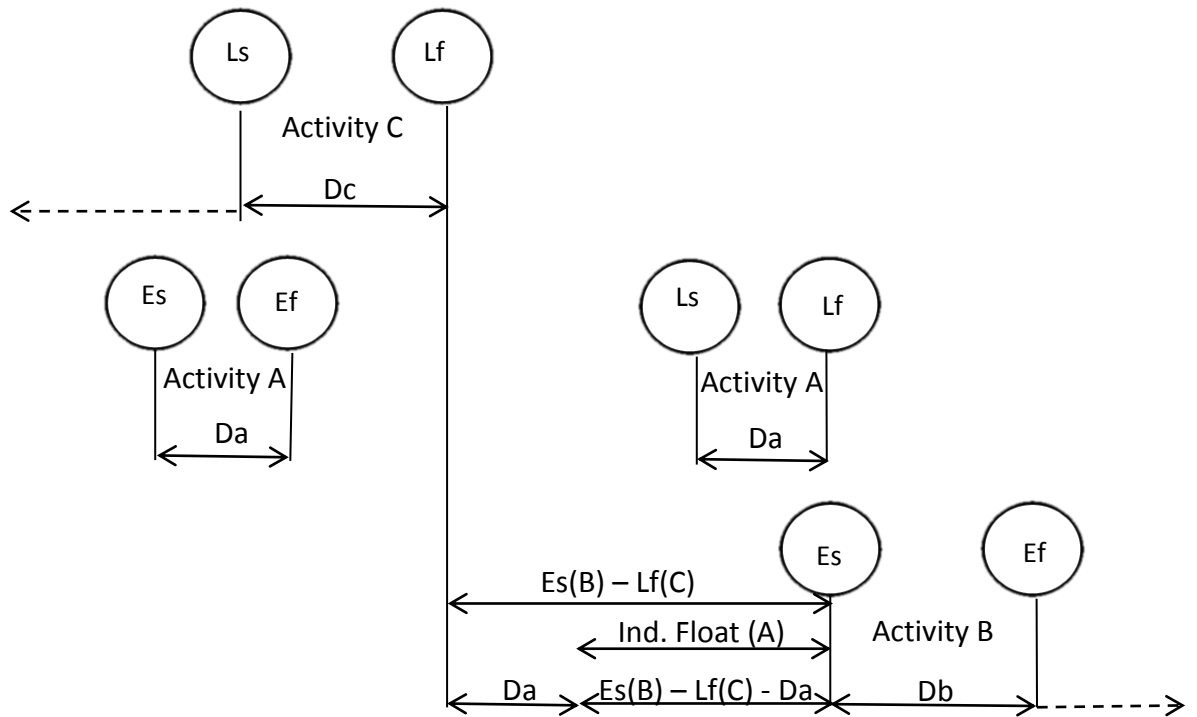 Ls Lf
Activity C
Dc
Es Ef Ls Lf
Activity A Activity A
Da Da
Es Ef
Es(B) – Lf(C)
Ind. Float (A) Activity B
Da Es(B) – Lf(C) - Da Db